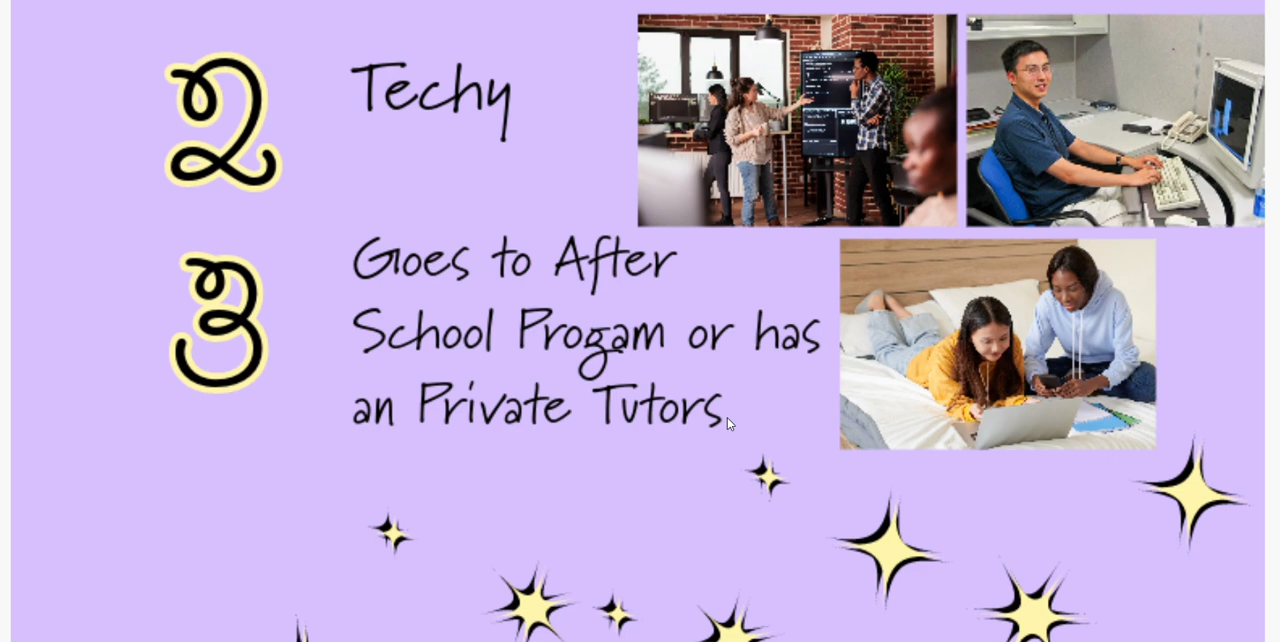 2
Techy
3
Goes to After
School Progam or has
an Private Tutors.